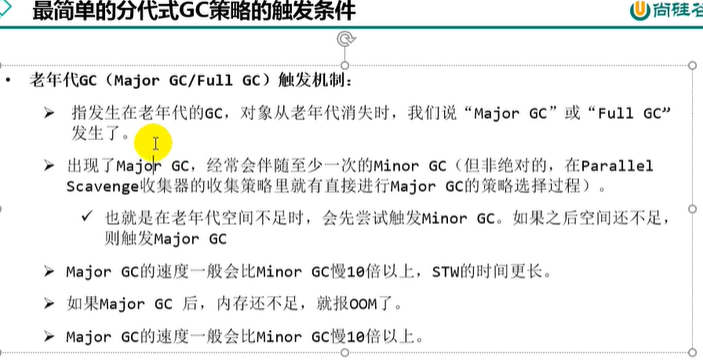 最简单的分代式GC策略的触发条件
尚硅谷
• 老年代GC（Major GC/Full GC）触发机制：
➢ 指发生在老年代的GC，对象从老年代消失时，我们说“Major GC”或“Full GC”
发生了。
➢ 出现了Major GC，经常会伴随至少一次的Minor GC（但非绝对的，在Parallel
Scavenge收集器的收集策略里就有直接进行Major GC的策略选择过程）。
✓ 也就是在老年代空间不足时，会先尝试触发Minor GC。如果之后空间还不足，
则触发Major GC
➢ Major GC的速度一般会比Minor GC慢10倍以上，STW的时间更长。
➢ 如果Major GC 后，内存还不足，就报OOM了。
➢ Major GC的速度一般会比Minor GC慢10倍以上。